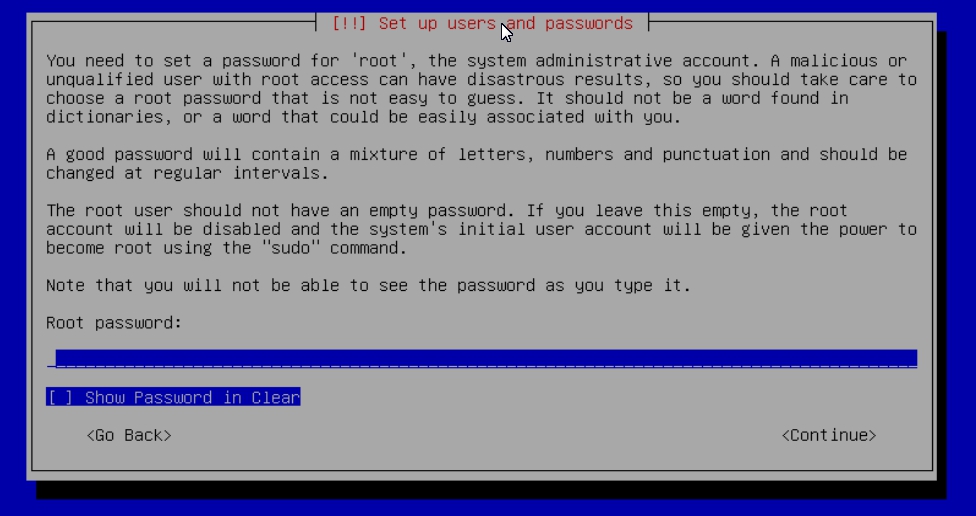 [!!] Set up users and passwords
You need to set a password for 'root', the system administrative account. A malicious or
unqualified user with root access can have disastrous results, so you should take care to
choose a root password that is not easy to guess. It should not be a word found in
dictionaries, or a word that could be easily associated with you.
A good password will contain a mixture of letters, numbers and punctuation and should be
changed at regular intervals.
The root user should not have an empty password. If you leave this empty, the root
account will be disabled and the system's initial user account will be given the power to
become root using the "sudo" command.
Note that you will not be able to see the password as you type it.
Root password:
[ ] Show Password in Clear
<Go Back> <Continue>